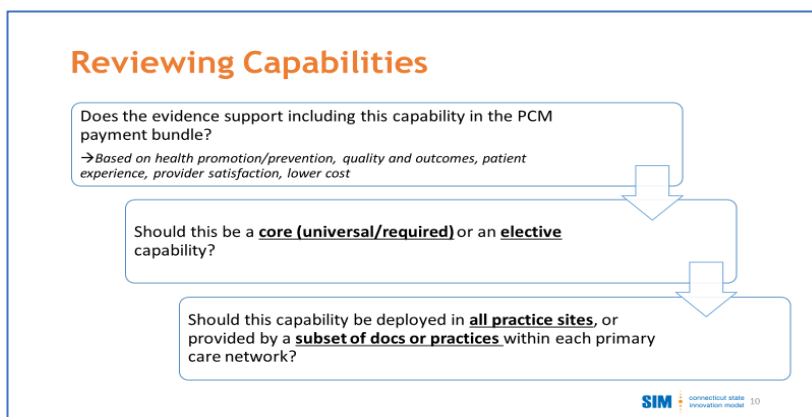 Reviewing Capabilities
Does the evidence support including this capability in the PCM
payment bundle?
→Based on health promotion/prevention, quality and outcomes, patient
experience, provider satisfaction, lower cost
Should this be a core (universal/required) or an elective
capability?
Should this capability be deployed in all practice sites, or
provided by a subset of docs or practices within each primary
care network?
SIM connecticut state
innovation model 10